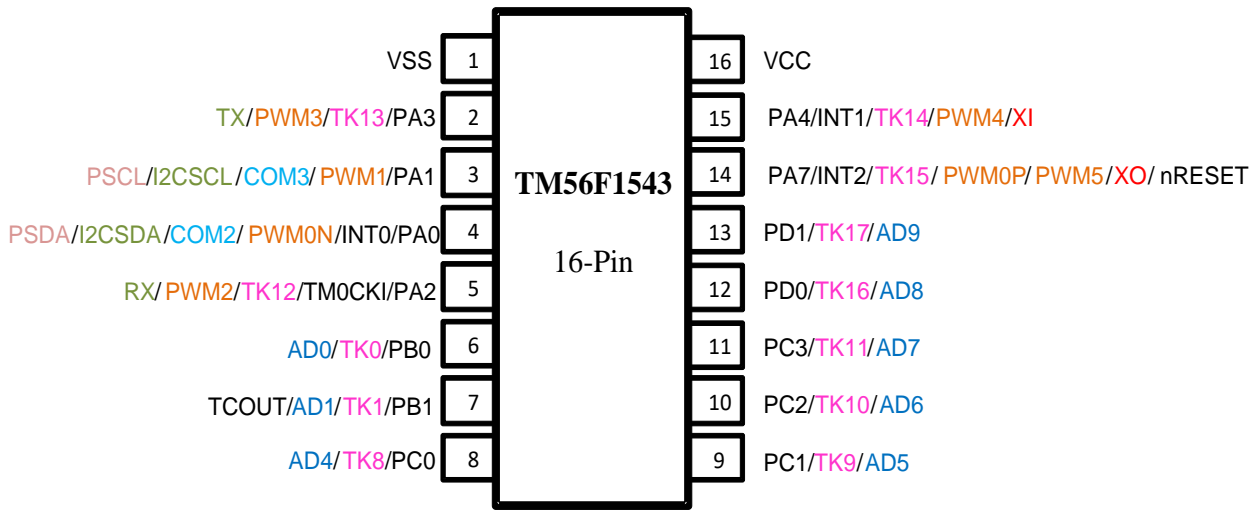 VSS 1 16 VCC
TX/PWM3/TK13/PA3 2 15 PA4/INT1/TK14/PWM4/XI
PSCL/I2CSCL/COM3/PWM1/PA1 3 TM56F1543 14 PA7/INT2/TK15/PWM0P/PWM5/XO/nRESET
PSDA/I2CSDA/COM2/PWM0N/INT0/PA0 4 16-Pin 13 PD1/TK17/AD9
RX/PWM2/TK12/TM0CKI/PA2 5 12 PD0/TK16/AD8
AD0/TK0/PB0 6 11 PC3/TK11/AD7
TCOUT/AD1/TK1/PB1 7 10 PC2/TK10/AD6
AD4/TK8/PC0 8 9 PC1/TK9/AD5